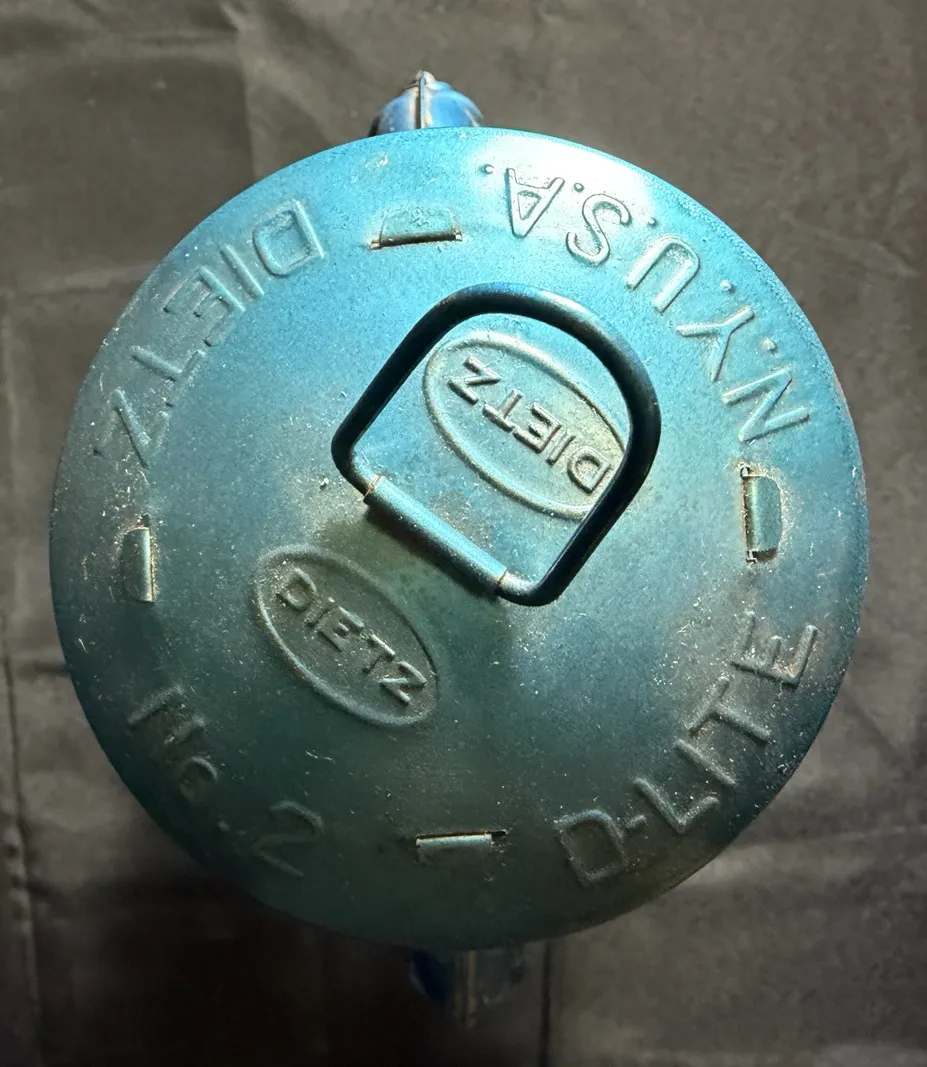 DIETZ
No. 2
D-LITE
N.Y. U.S.A.
DIETZ
DIETZ